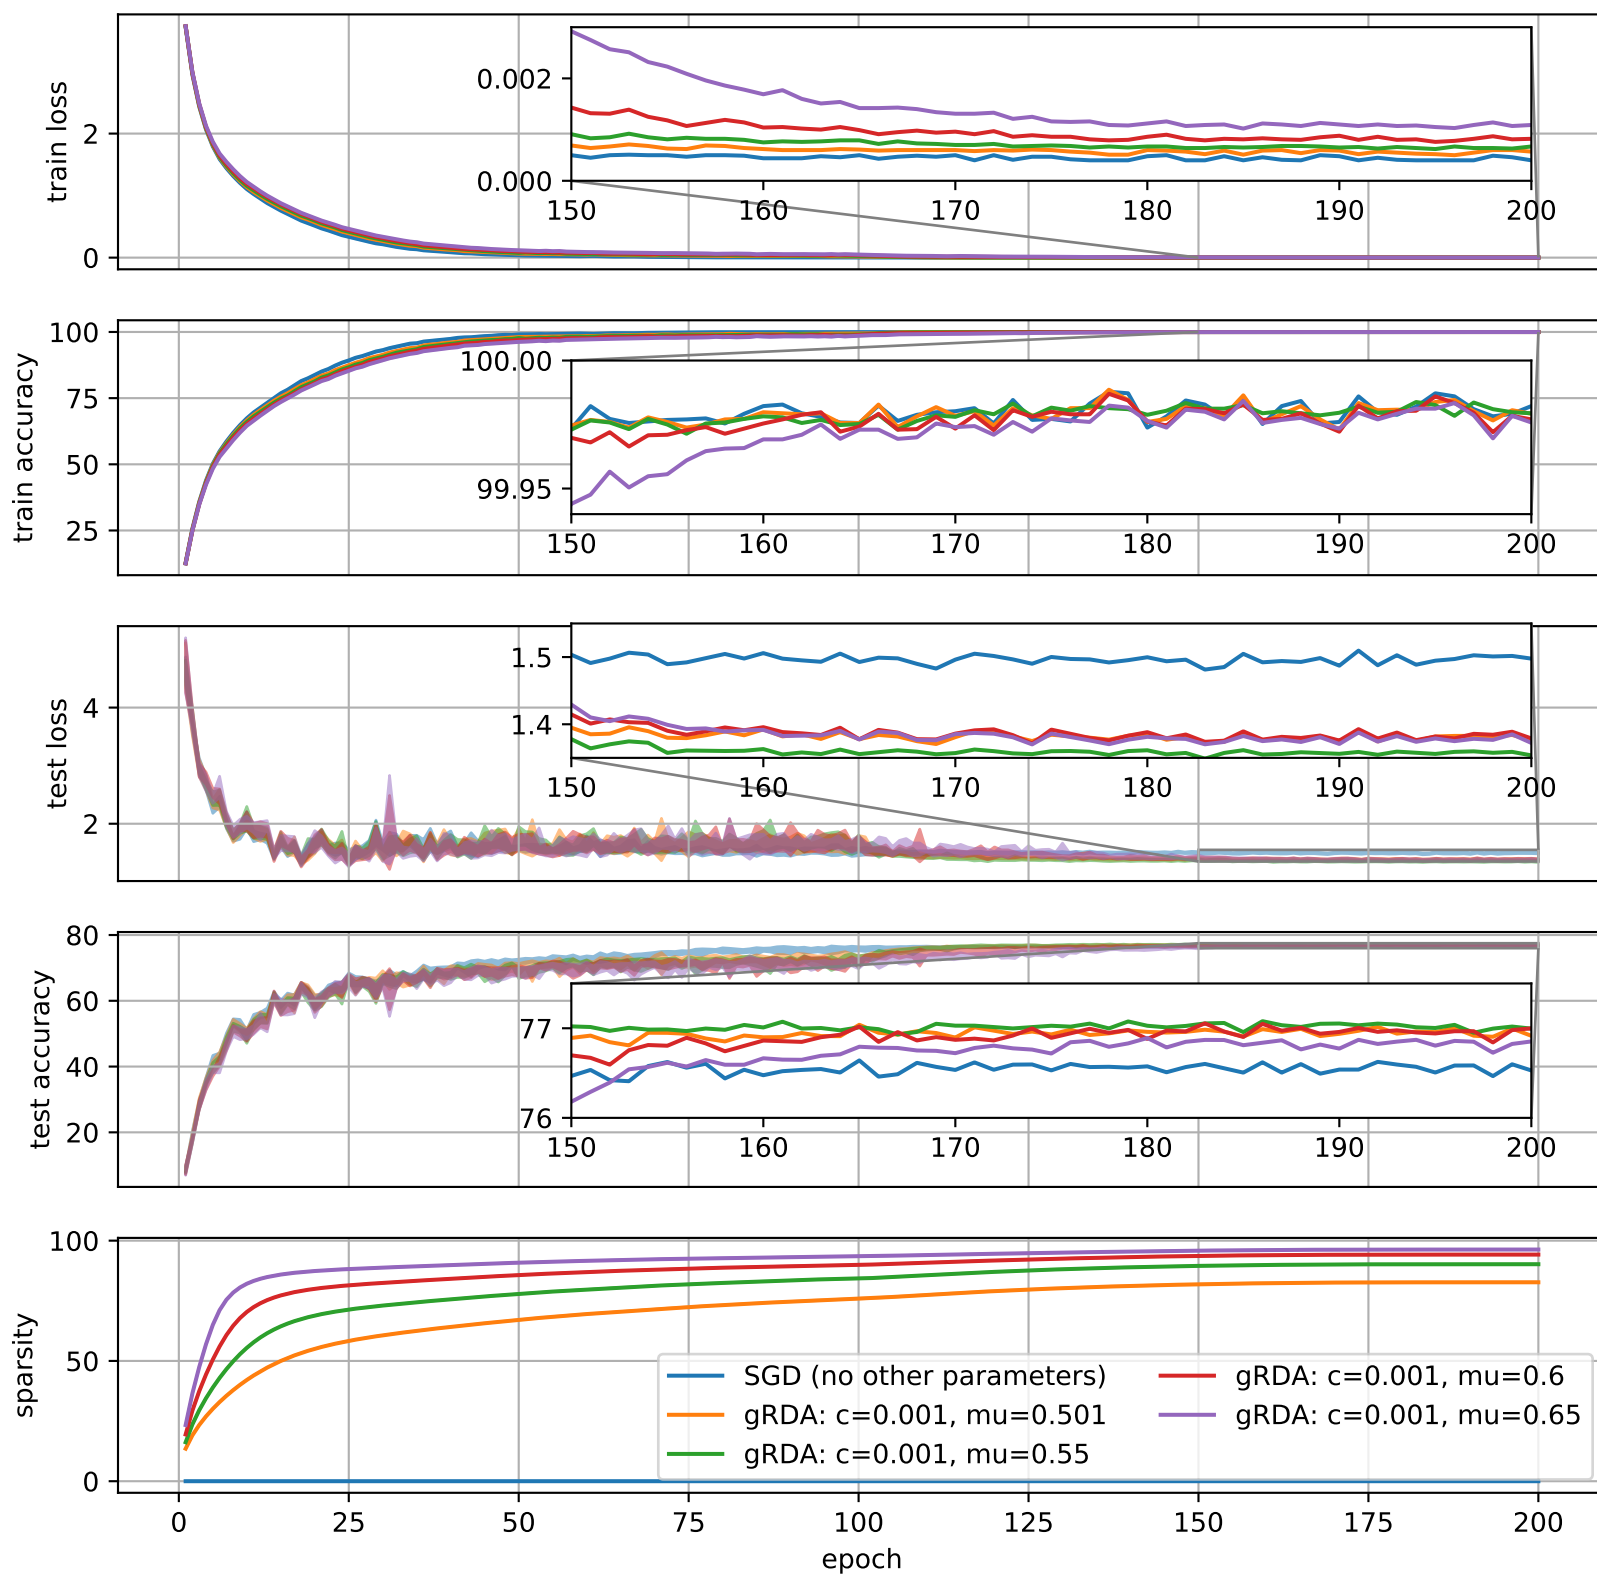 train loss
2
0
0.002
0.000
150 160 170 180 190 200
train accuracy
100
75
50
25
100.00
99.95
150 160 170 180 190 200
test loss
4
2
1.5
1.4
150 160 170 180 190 200
test accuracy
80
60
40
20
77
76
150 160 170 180 190 200
sparsity
100
50
0
SGD (no other parameters)
gRDA: c=0.001, mu=0.501
gRDA: c=0.001, mu=0.55
gRDA: c=0.001, mu=0.6
gRDA: c=0.001, mu=0.65
0 25 50 75 100 125 150 175 200
epoch